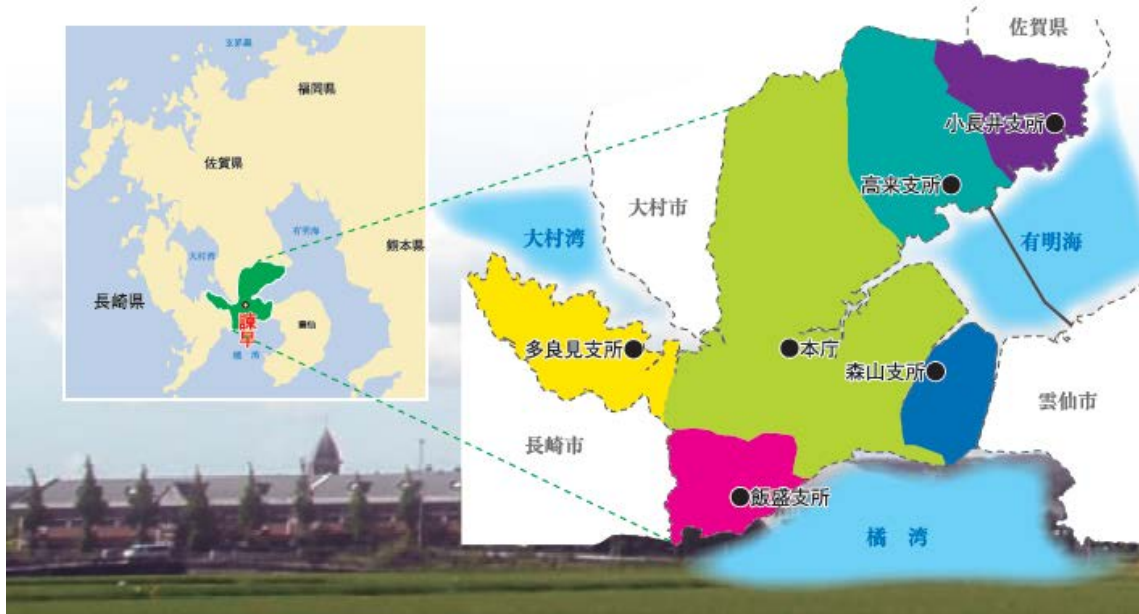 玄界灘
福岡県
佐賀県
有明海
大村湾
熊本県
長崎県
諫早
雲仙
橘 湾
佐賀県
小長井支所
高来支所
大村市
大村湾
有明海
多良見支所
本庁
森山支所
雲仙市
長崎市
飯盛支所
橘 湾